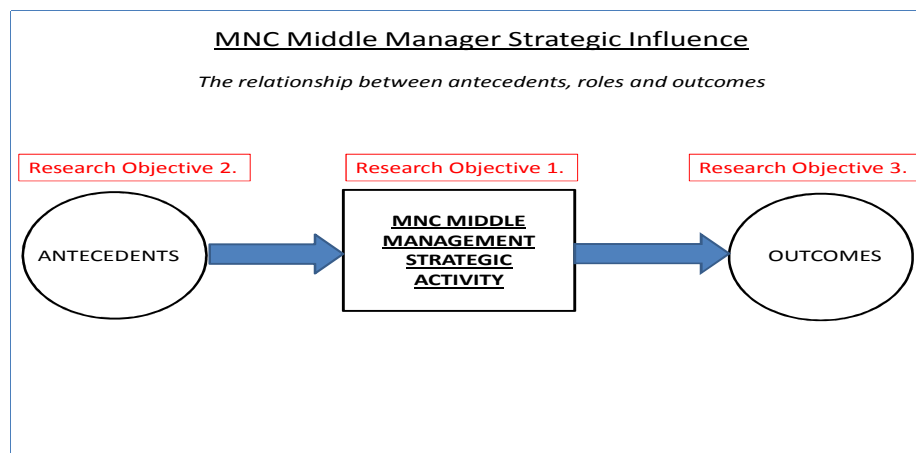 MNC Middle Manager Strategic Influence
The relationship between antecedents, roles and outcomes
Research Objective 2.
Research Objective 1.
Research Objective 3.
ANTECEDENTS
MNC MIDDLE
MANAGEMENT
STRATEGIC
ACTIVITY
OUTCOMES